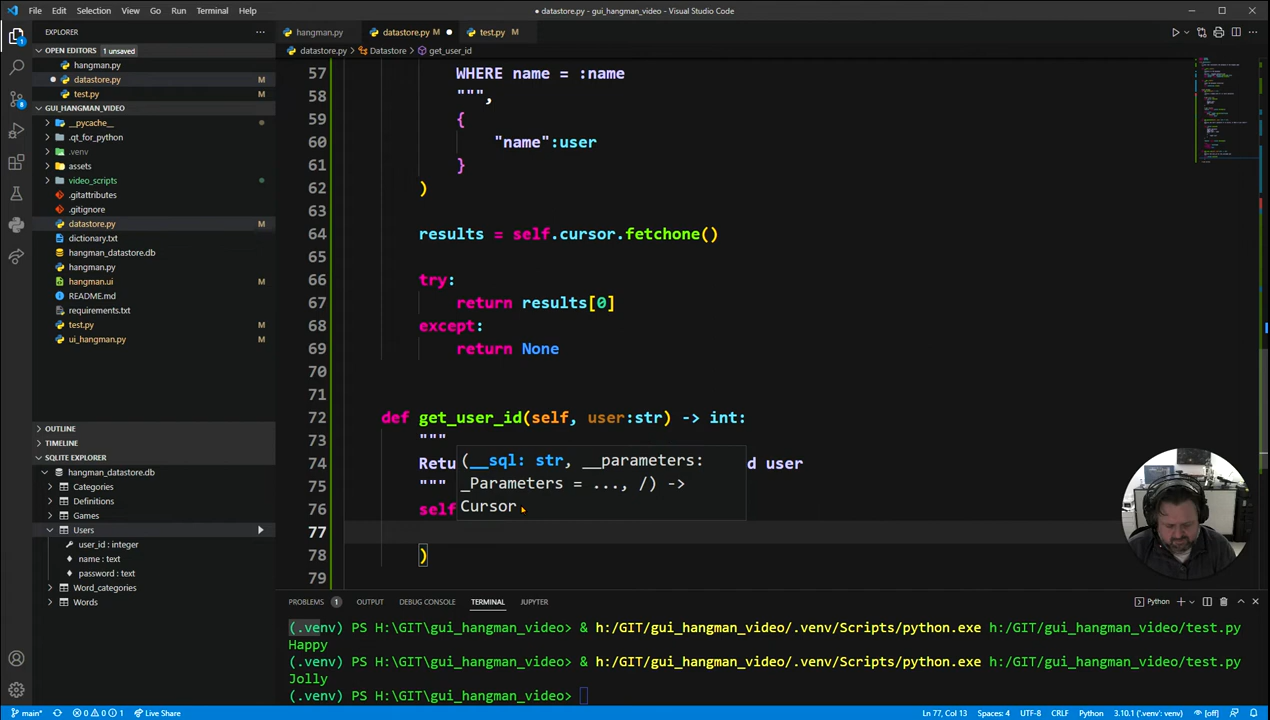 File Edit Selection View Go Run Terminal Help
● datastore.py - gui_hangman_video - Visual Studio Code
EXPLORER
hangman.py
datastore.py M
test.py M
OPEN EDITORS 1 unsaved
datastore.py > Datastore > get_user_id
hangman.py
datastore.py M
test.py M
GUI_HANGMAN_VIDEO
__pycache__
.qt_for_python
.venv
assets
video_scripts
.gitattributes
.gitignore
datastore.py M
dictionary.txt
hangman_datastore.db
hangman.py
hangman.ui M
README.md
requirements.txt
test.py M
ui_hangman.py M
OUTLINE
TIMELINE
SQLITE EXPLORER
hangman_datastore.db
Categories
Definitions
Games
Users
user_id : integer
name : text
password : text
Word_categories
Words
57 WHERE name = :name
58 """,
59 {
60 "name":user
61 }
62 )
63
64 results = self.cursor.fetchone()
65
66 try:
67 return results[0]
68 except:
69 return None
70
71
72 def get_user_id(self, user:str) -> int:
73 """
74 Retu d user
75 """
76 self
77
78 )
79
(__sql: str, __parameters:
_Parameters = ..., /) ->
Cursor
PROBLEMS 1 OUTPUT DEBUG CONSOLE TERMINAL JUPYTER
Python
(.venv) PS H:\GIT\gui_hangman_video> & h:/GIT/gui_hangman_video/.venv/Scripts/python.exe h:/GIT/gui_hangman_video/test.py
Happy
(.venv) PS H:\GIT\gui_hangman_video> & h:/GIT/gui_hangman_video/.venv/Scripts/python.exe h:/GIT/gui_hangman_video/test.py
Jolly
(.venv) PS H:\GIT\gui_hangman_video>
main* 0 0 1 Live Share
Ln 77, Col 13 Spaces: 4 UTF-8 CRLF Python 3.10.1 ('.venv': venv) [off]